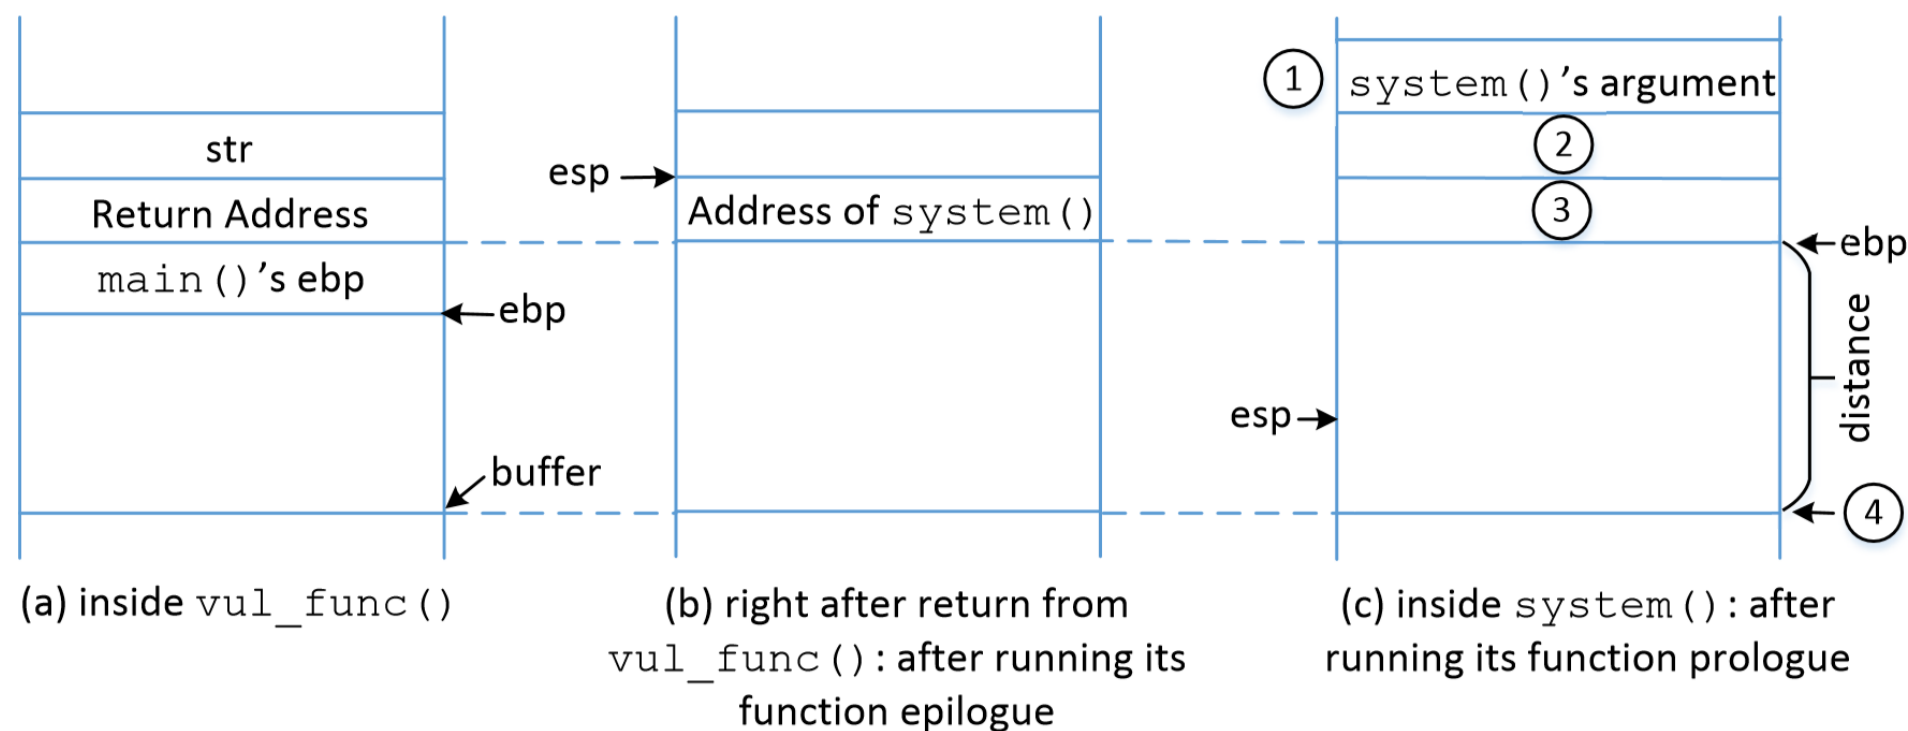 str
Return Address
main()'s ebp
ebp
buffer
(a) inside vul_func()
esp
Address of system()
(b) right after return from
vul_func(): after running its
function epilogue
1
system()'s argument
2
3
ebp
distance
esp
4
(c) inside system(): after
running its function prologue